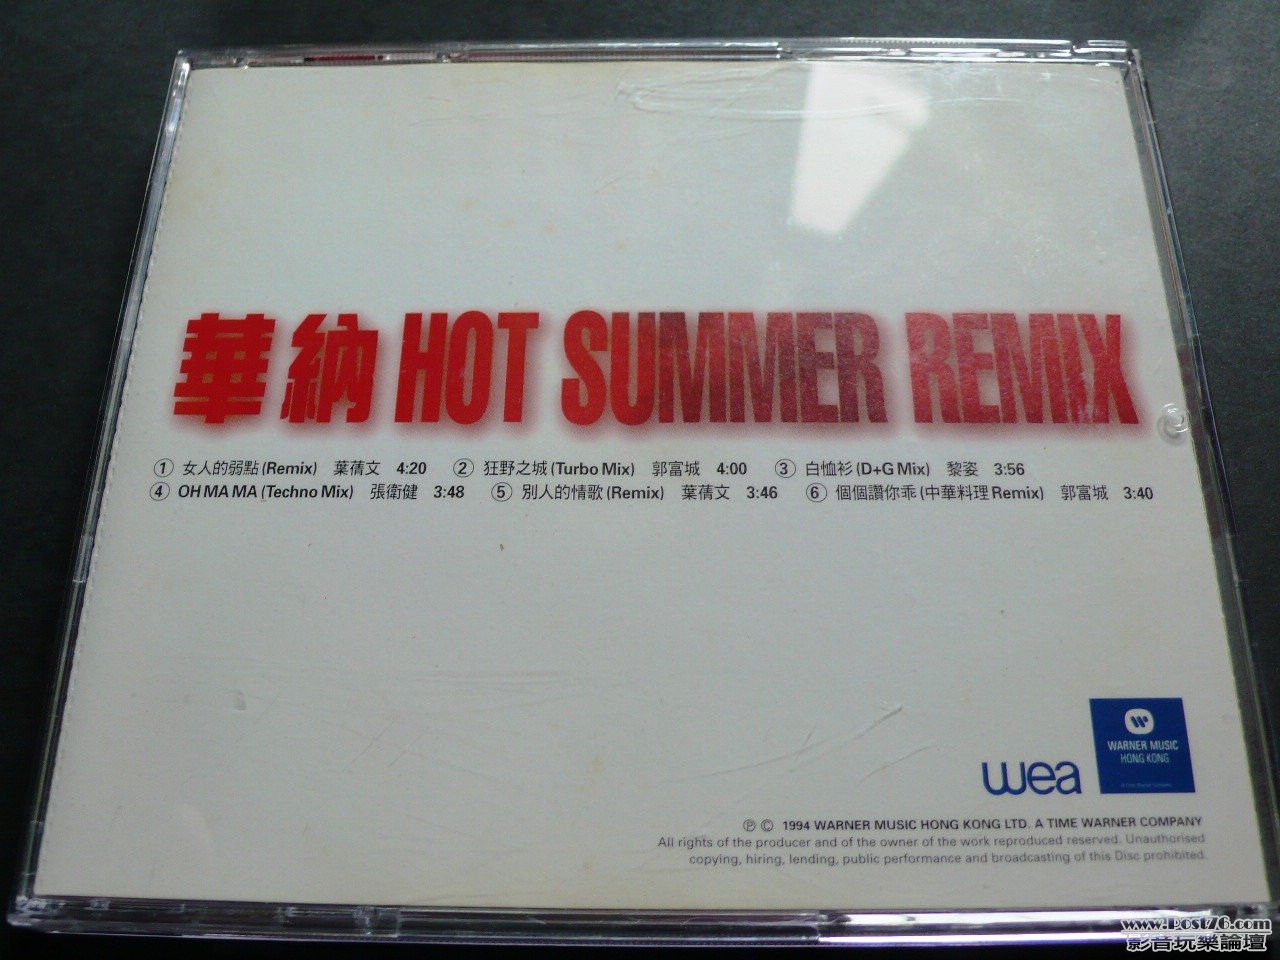 華納 HOT SUMMER REMIX
① 女人的弱點 (Remix) 葉蒨文 4:20 ② 狂野之城 (Turbo Mix) 郭富城 4:00 ③ 白恤衫 (D+G Mix) 黎姿 3:56
④ OH MA MA (Techno Mix) 張衛健 3:48 ⑤ 別人的情歌 (Remix) 葉蒨文 3:46 ⑥ 個個讚你乖 (中華料理 Remix) 郭富城 3:40
wea
WARNER MUSIC
HONG KONG
℗ © 1994 WARNER MUSIC HONG KONG LTD. A TIME WARNER COMPANY
All rights of the producer and of the owner of the work reproduced reserved. Unauthorised
copying, hiring, lending, public performance and broadcasting of this Disc prohibited.
www.Post76.com
影音玩樂論壇